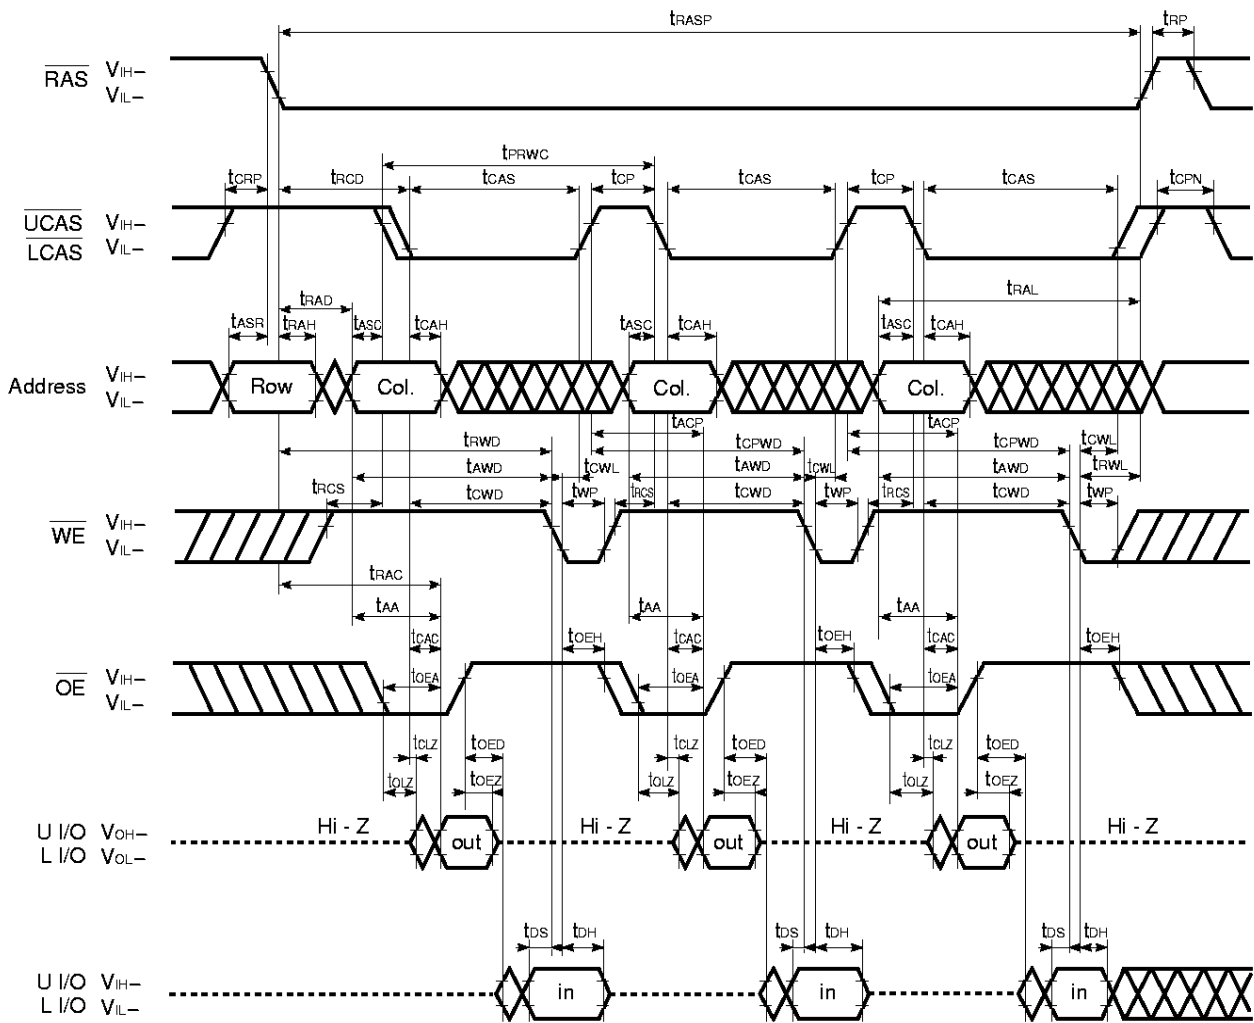 tRASP tRP
RAS VIH–
VIL–
tPRWC
tCRP tRCD tCAS tCP tCAS tCP tCAS tCPN
UCAS VIH–
LCAS VIL–
tRAD tRAL
tASR tRAH tASC tCAH tASC tCAH tASC tCAH
Address VIH–
VIL–
Row Col. Col. Col.
tACP tACP
tRWD tCPWD tCPWD tCWL
tAWD tCWL tAWD tCWL tAWD tRWL
tRCS tCWD tWP tRCS tCWD tWP tRCS tCWD tWP
WE VIH–
VIL–
tRAC
tAA tAA tAA
tCAC tOEH tCAC tOEH tCAC tOEH
OE VIH–
VIL–
tOEA tOEA tOEA
tCLZ tOED tCLZ tOED tCLZ tOED
tOLZ tOEZ tOLZ tOEZ tOLZ tOEZ
Hi - Z Hi - Z Hi - Z Hi - Z
U I/O VOH–
L I/O VOL–
out out out
tDS tDH tDS tDH tDS tDH
U I/O VIH–
L I/O VIL–
in in in